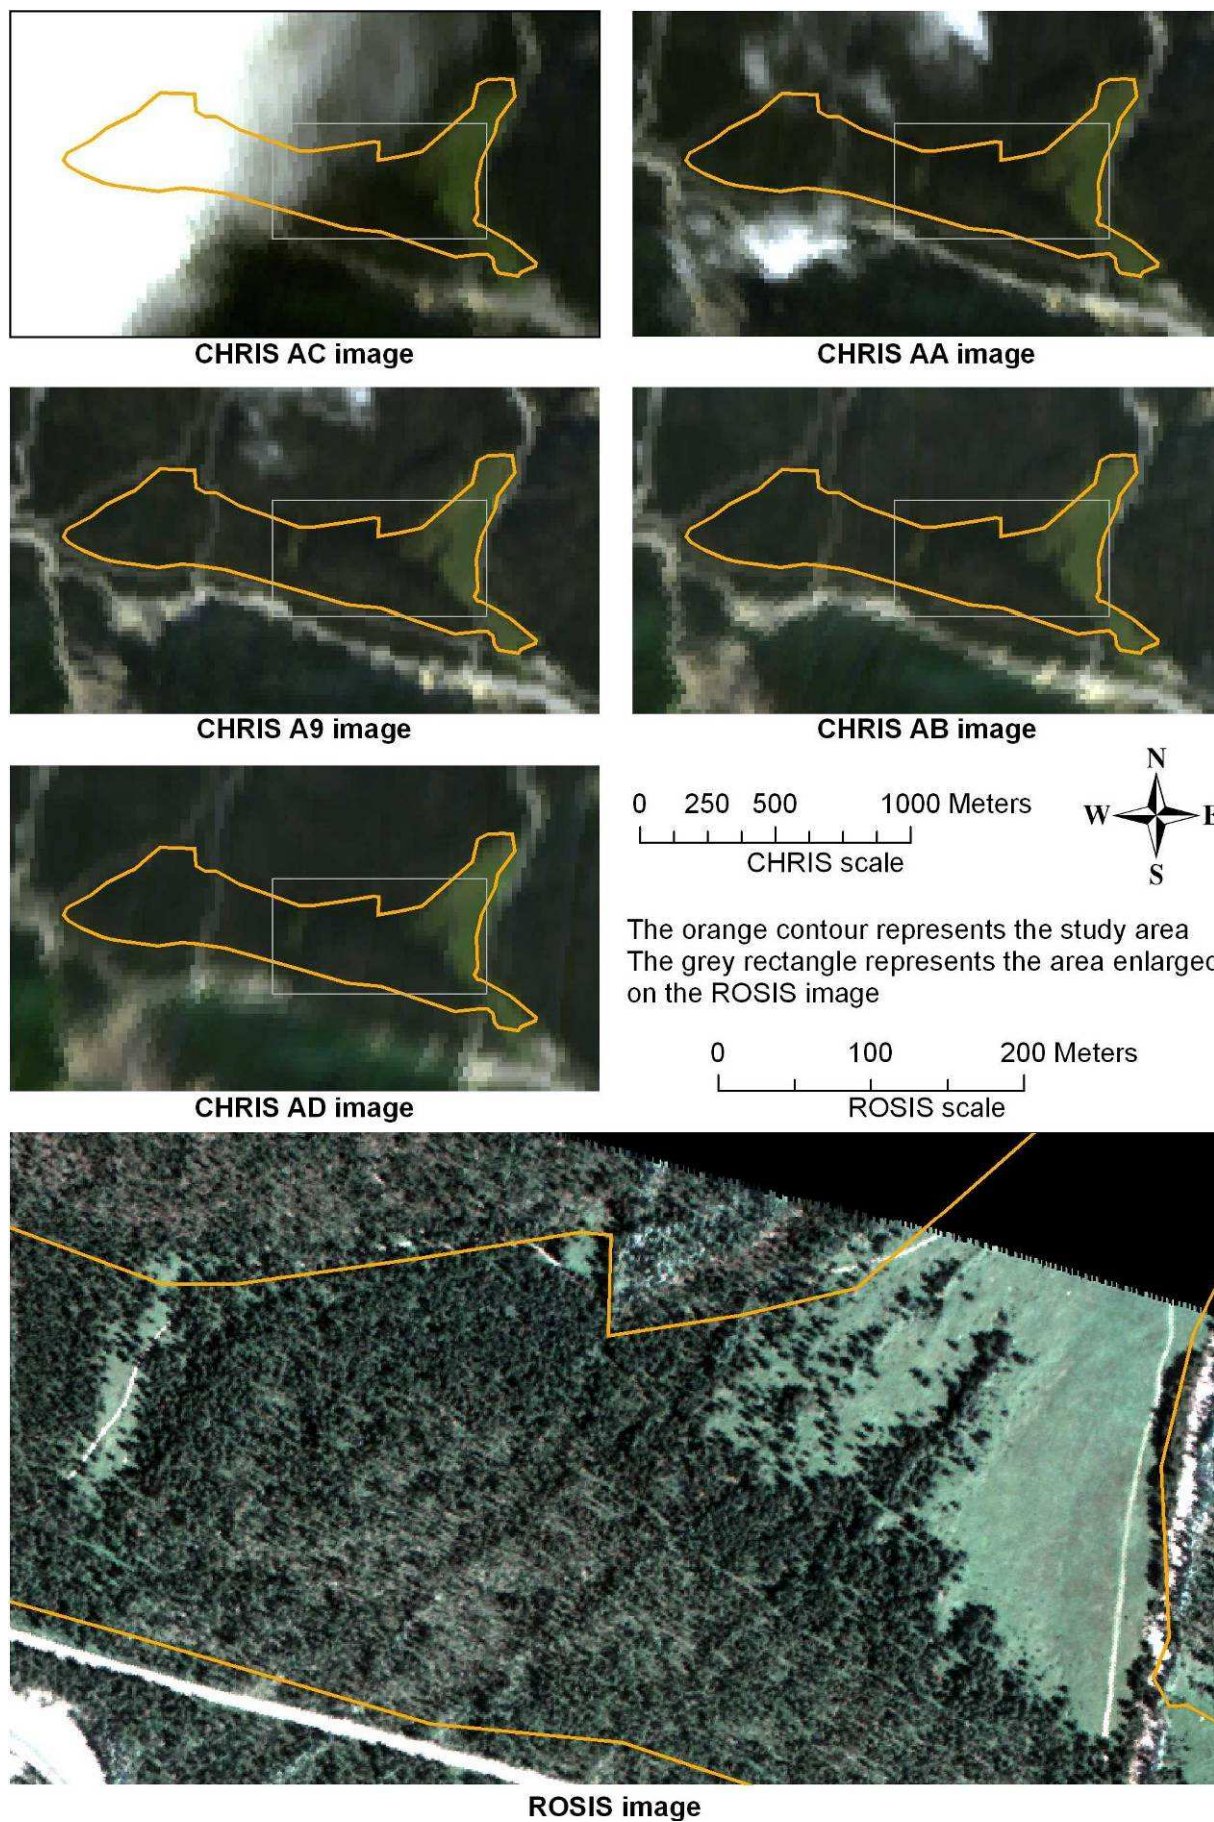 CHRIS AC image
CHRIS AA image
CHRIS A9 image
CHRIS AB image
N
W E
S
0 250 500 1000 Meters
CHRIS scale
The orange contour represents the study area
The grey rectangle represents the area enlarged
on the ROSIS image
0 100 200 Meters
ROSIS scale
CHRIS AD image
ROSIS image